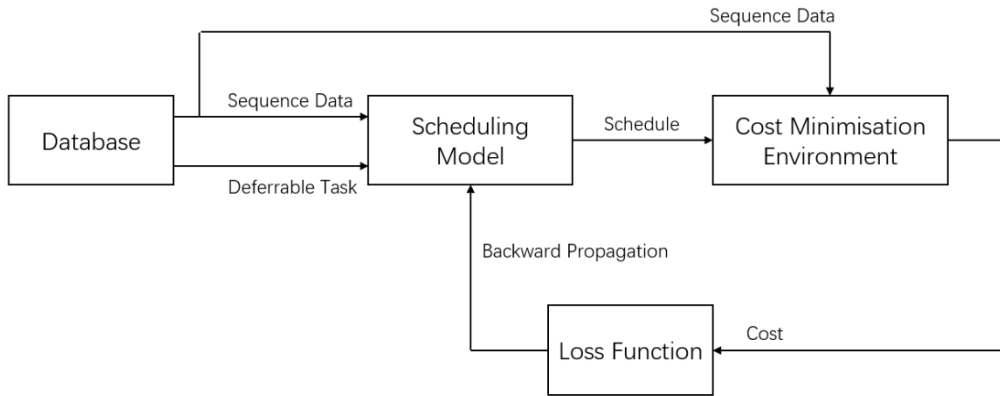 Sequence Data
Sequence Data
Database
Scheduling
Model
Schedule
Cost Minimisation
Environment
Deferrable Task
Backward Propagation
Loss Function
Cost